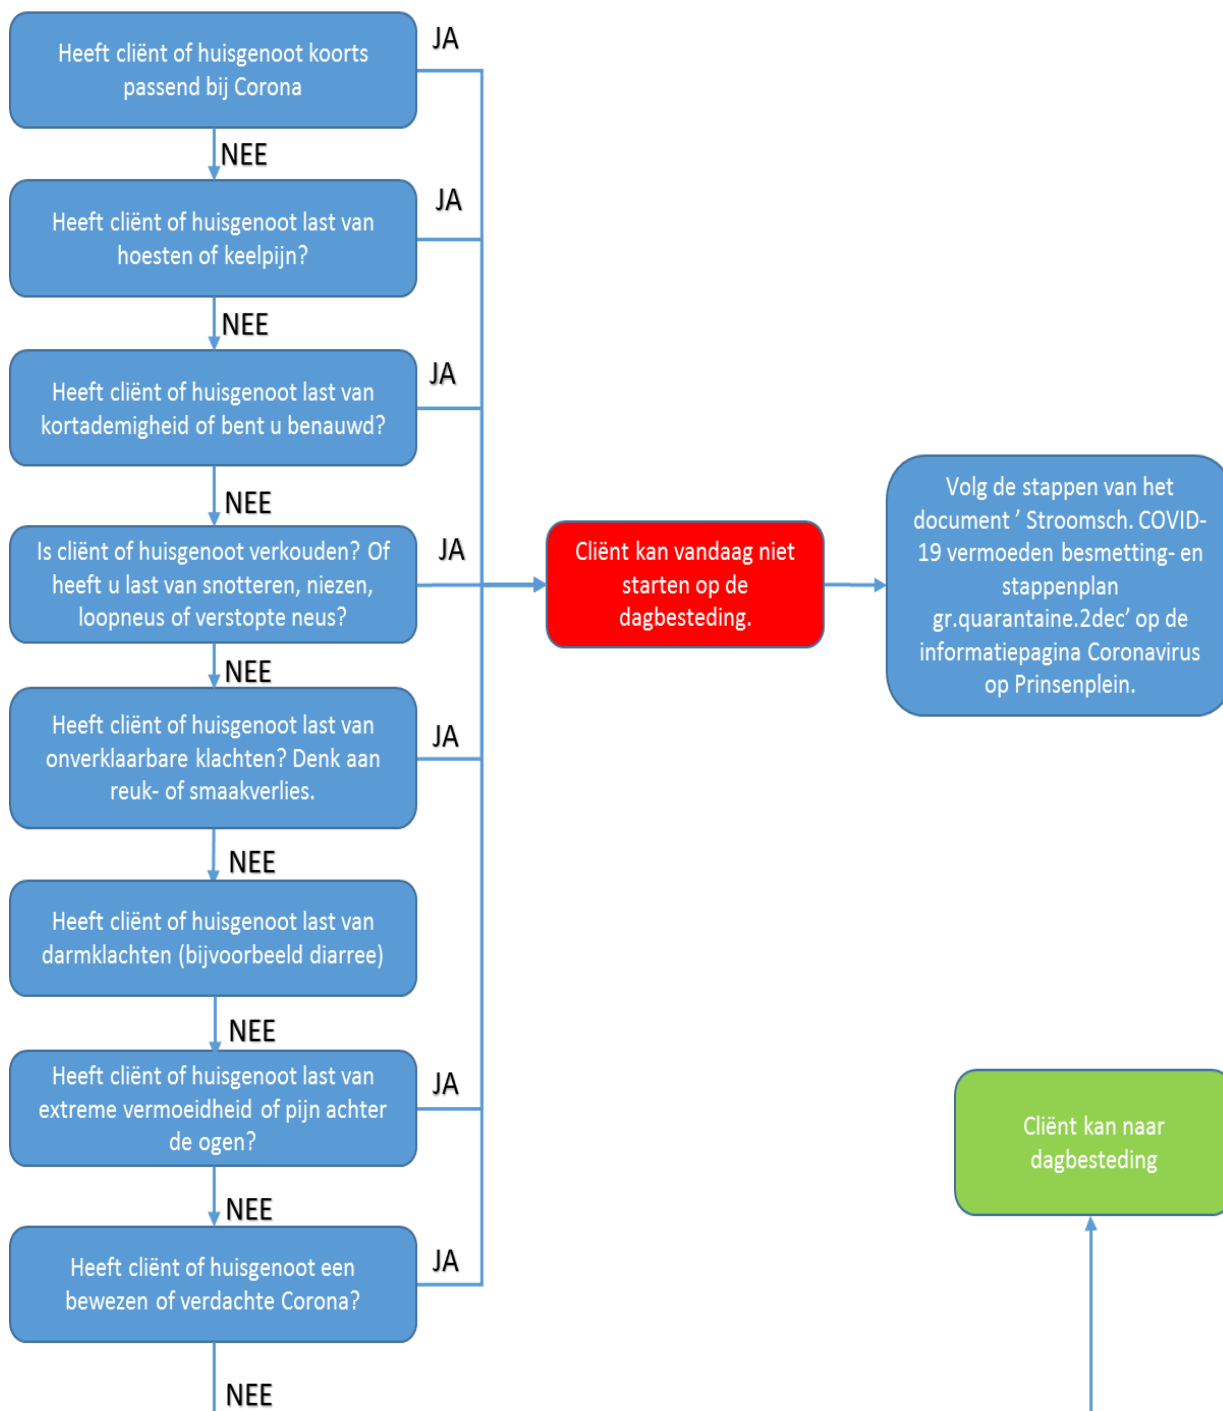 Heeft cliënt of huisgenoot koorts
passend bij Corona
JA
NEE
Heeft cliënt of huisgenoot last van
hoesten of keelpijn?
JA
NEE
Heeft cliënt of huisgenoot last van
kortademigheid of bent u benauwd?
JA
NEE
Is cliënt of huisgenoot verkouden? Of
heeft u last van snotteren, niezen,
loopneus of verstopte neus?
JA
Cliënt kan vandaag niet
starten op de
dagbesteding.
Volg de stappen van het
document ’ Stroomsch. COVID-
19 vermoeden besmetting- en
stappenplan
gr.quarantaine.2dec’ op de
informatiepagina Coronavirus
op Prinsenplein.
NEE
Heeft cliënt of huisgenoot last van
onverklaarbare klachten? Denk aan
reuk- of smaakverlies.
JA
NEE
Heeft cliënt of huisgenoot last van
darmklachten (bijvoorbeeld diarree)
NEE
Heeft cliënt of huisgenoot last van
extreme vermoeidheid of pijn achter
de ogen?
JA
NEE
Heeft cliënt of huisgenoot een
bewezen of verdachte Corona?
JA
NEE
Cliënt kan naar
dagbesteding